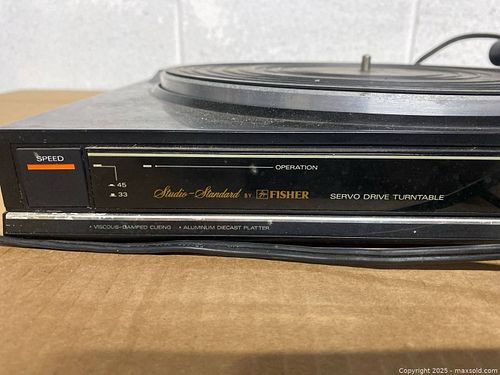 SPEED
OPERATION
45
33
Studio-Standard BY FISHER
SERVO DRIVE TURNTABLE
• VISCOUS-DAMPED CUEING • ALUMINUM DIECAST PLATTER
Copyright 2025 - maxsold.com